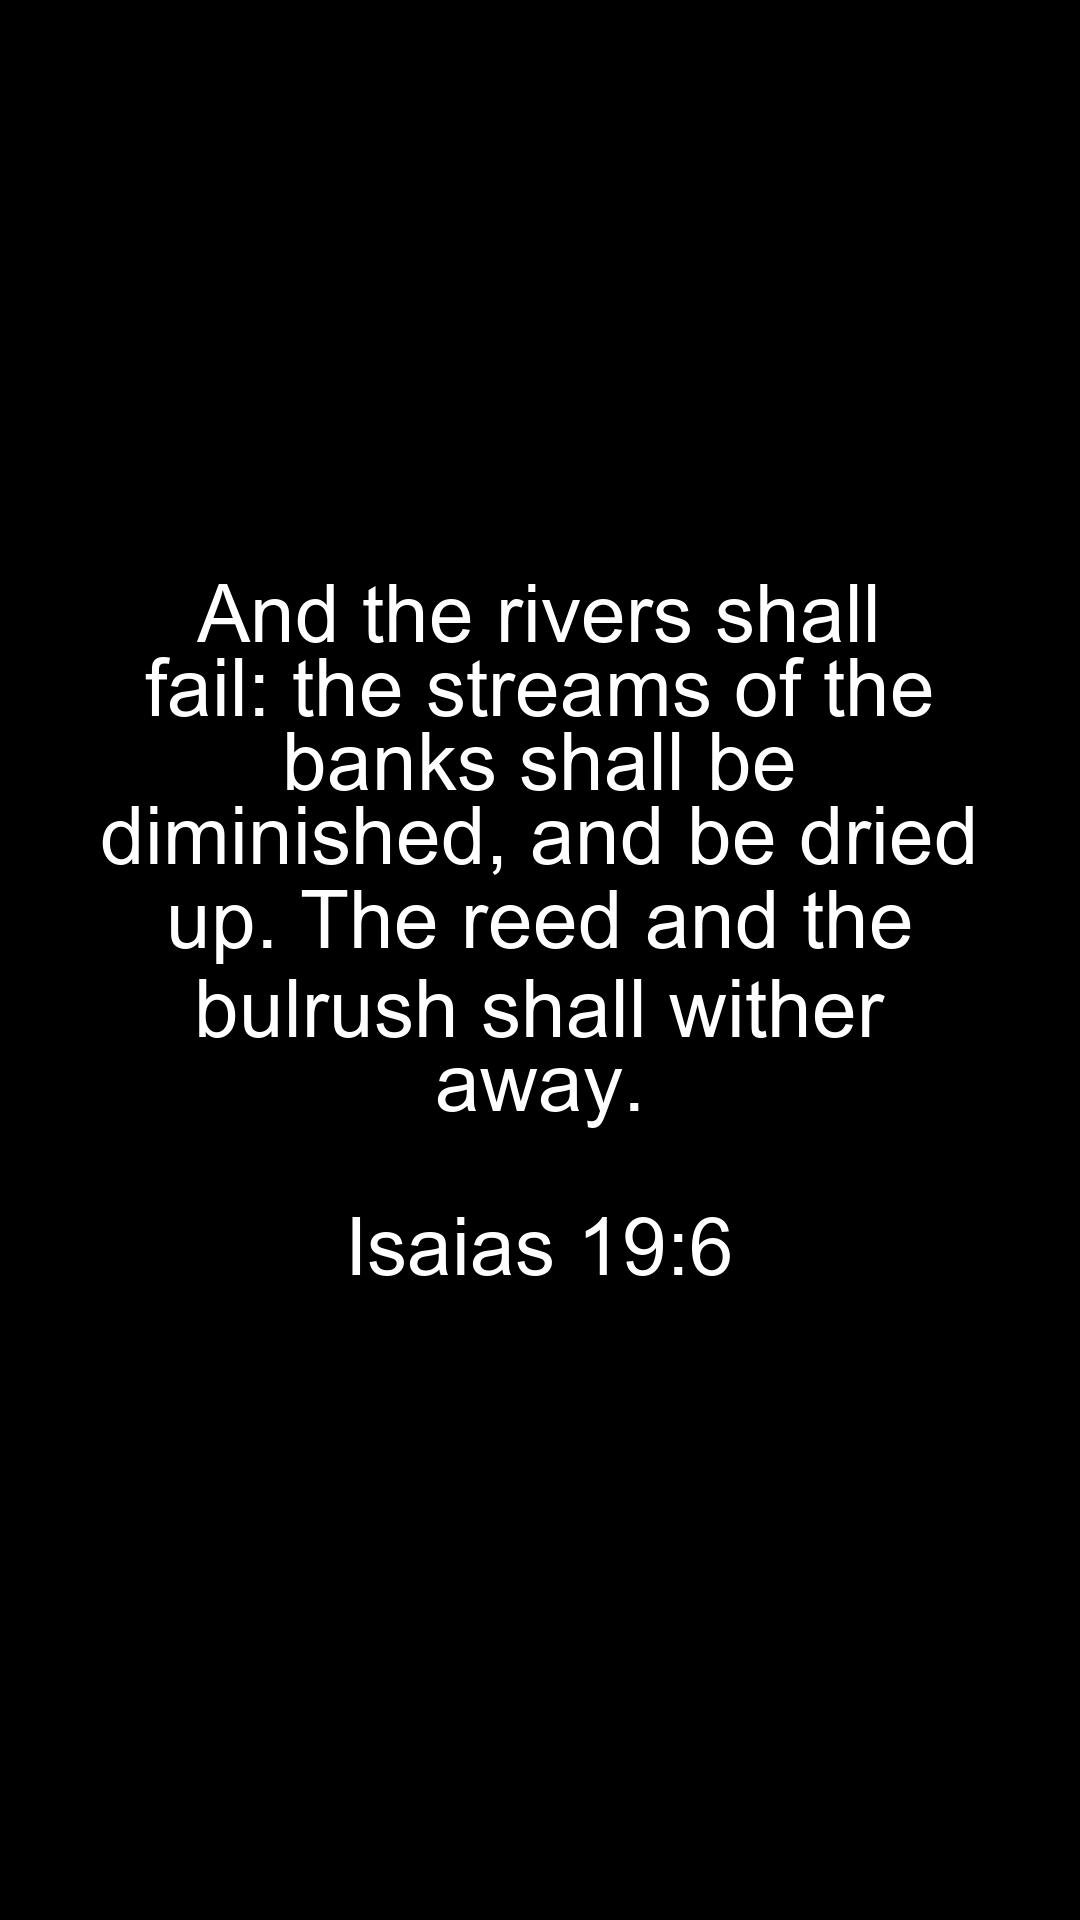 And the rivers shall
fail: the streams of the
banks shall be
diminished, and be dried
up. The reed and the
bulrush shall wither
away.
Isaias 19:6